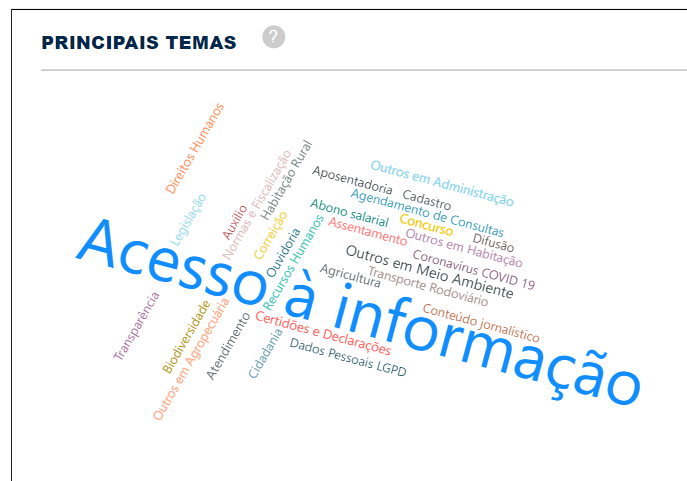 PRINCIPAIS TEMAS ?
Direitos Humanos
Legislação
Auxílio
Normas e Fiscalização
Habitação Rural
Correição
Ouvidoria
Recursos Humanos
Aposentadoria
Outros em Administração
Cadastro
Agendamento de Consultas
Abono salarial
Concurso
Assentamento
Outros em Habitação
Difusão
Coronavírus COVID 19
Outros em Meio Ambiente
Agricultura
Transporte Rodoviário
Acesso à informação
Conteúdo jornalístico
Transparência
Biodiversidade
Outros em Agropecuária
Atendimento
Cidadania
Certidões e Declarações
Dados Pessoais LGPD